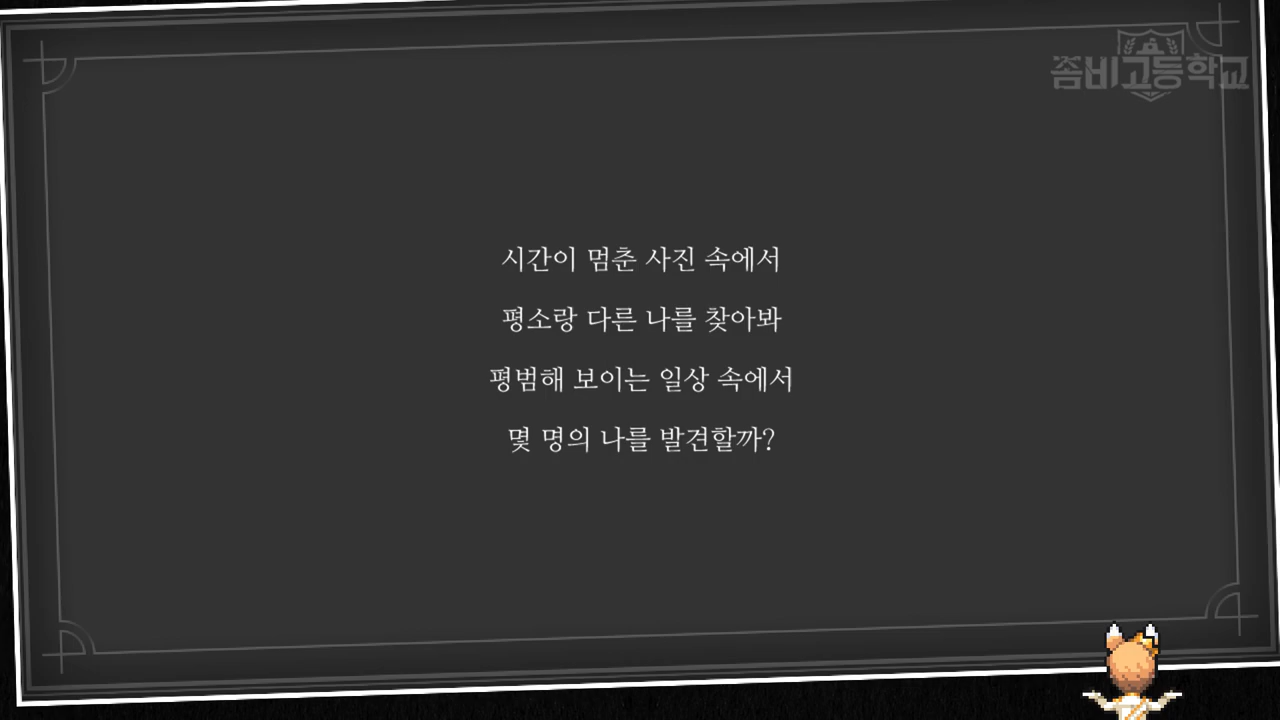 좀비고등학교
시간이 멈춘 사진 속에서
평소랑 다른 나를 찾아봐
평범해 보이는 일상 속에서
몇 명의 나를 발견할까?